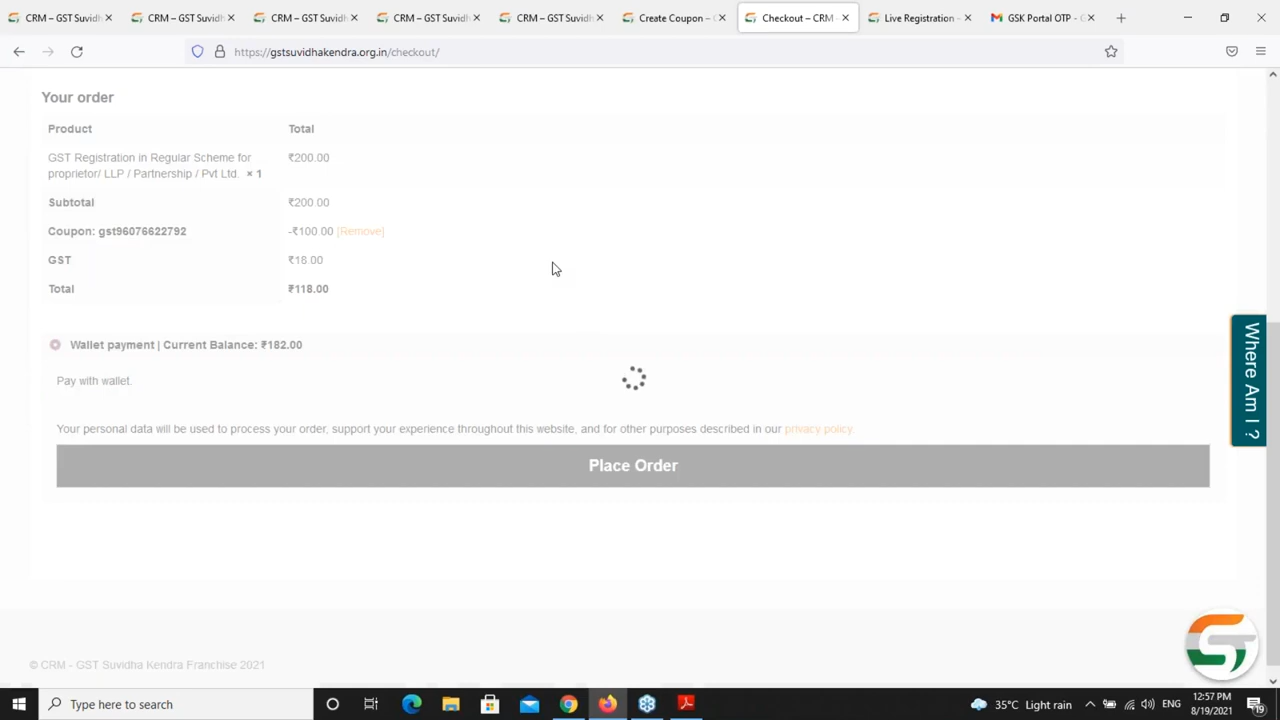 CRM – GST Suvidh
CRM – GST Suvidh
CRM – GST Suvidh
CRM – GST Suvidh
CRM – GST Suvidh
Create Coupon –
Checkout – CRM -
Live Registration -
GSK Portal OTP -
https://gstsuvidhakendra.org.in/checkout/
Your order
Product Total
GST Registration in Regular Scheme for ₹200.00
proprietor/ LLP / Partnership / Pvt Ltd. × 1
Subtotal ₹200.00
Coupon: gst96076622792 -₹100.00 [Remove]
GST ₹18.00
Total ₹118.00
Wallet payment | Current Balance: ₹182.00
Pay with wallet.
Your personal data will be used to process your order, support your experience throughout this website, and for other purposes described in our privacy policy.
Place Order
Where Am I ?
© CRM - GST Suvidha Kendra Franchise 2021
Type here to search
35°C Light rain
ENG
12:57 PM
8/19/2021
19